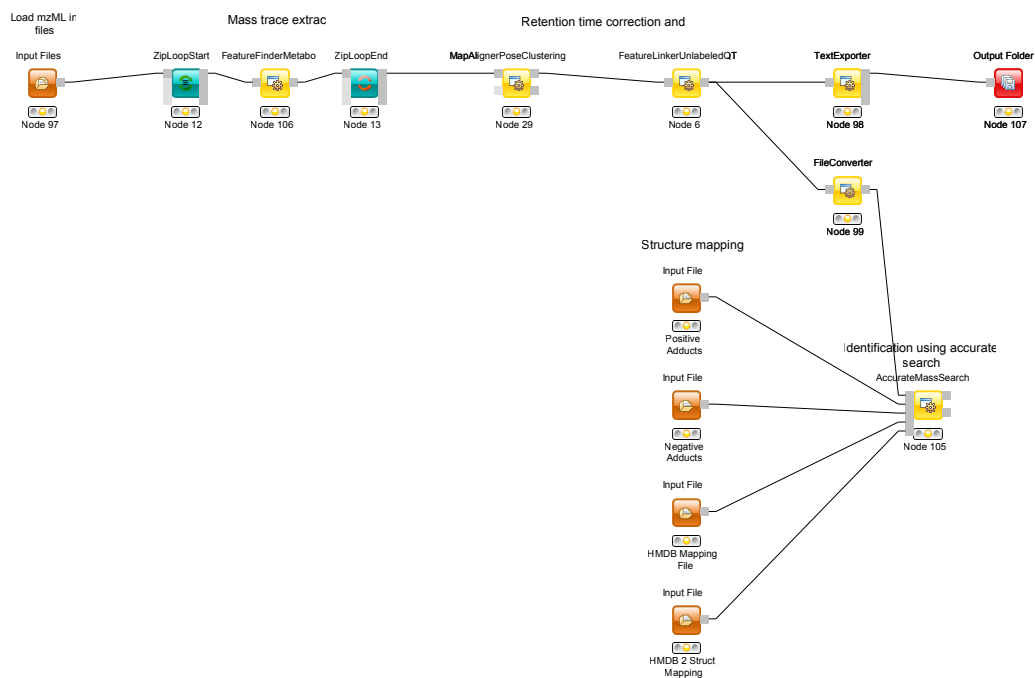 Load mzML in
files
Mass trace extrac
Retention time correction and
Input Files
ZipLoopStart
FeatureFinderMetabo
ZipLoopEnd
MapAlignerPoseClustering
FeatureLinkerUnlabeledQT
TextExporter
Output Folder
Node 97
Node 12
Node 106
Node 13
Node 29
Node 6
Node 98
Node 107
FileConverter
Node 99
Structure mapping
Input File
Positive
Adducts
Identification using accurate
search
AccurateMassSearch
Node 105
Input File
Negative
Adducts
Input File
HMDB Mapping
File
Input File
HMDB 2 Struct
Mapping